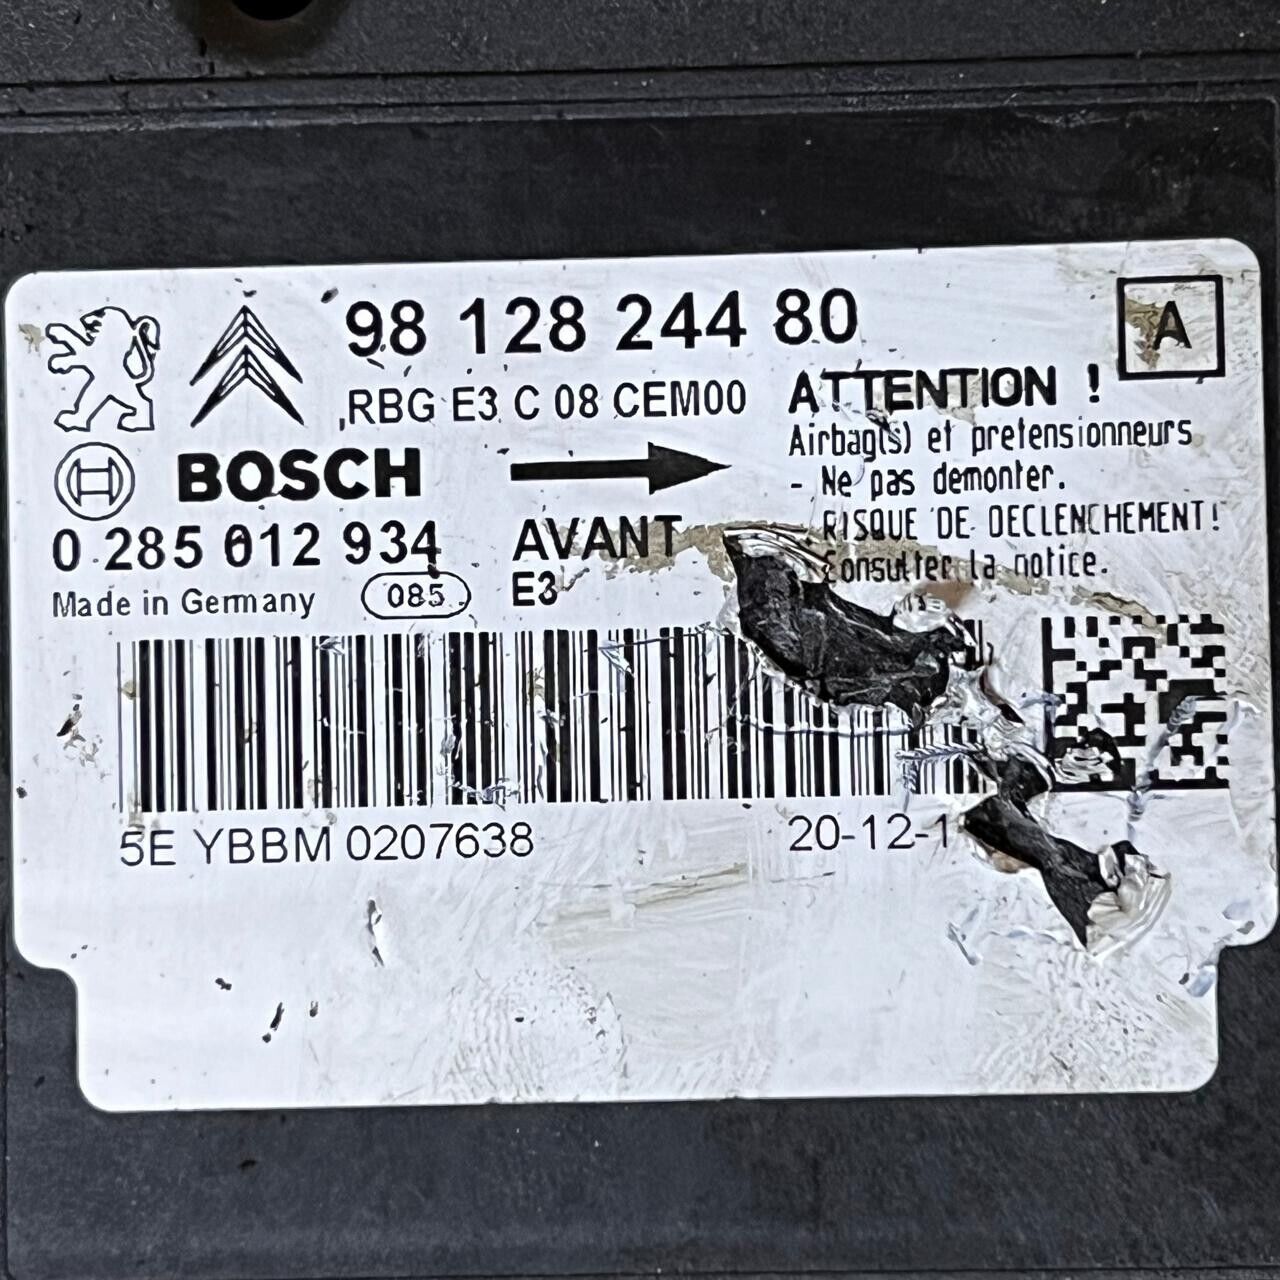 98 128 244 80
A
RBG E3 C 08 CEM00
ATTENTION !
Airbag(s) et pretensionneurs
- Ne pas demonter.
RISQUE DE DECLENCHEMENT!
Consulter la notice.
BOSCH
0 285 012 934
AVANT
Made in Germany
085
E3
5E YBBM 0207638
20-12-1